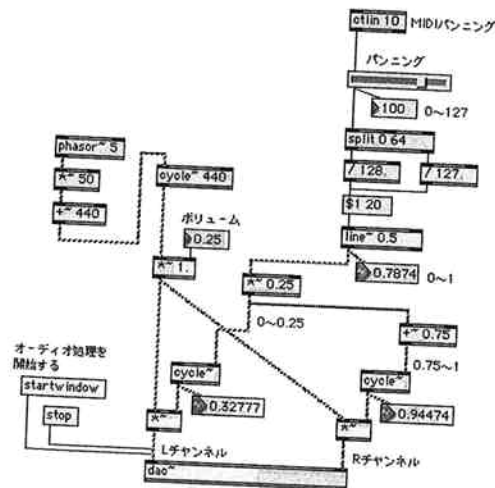 ctlin 10 MIDIパンニング
パンニング
100 0〜127
phasor~ 5
split 0 64
*~ 50
cycle~ 440
/ 128.
/ 127.
+~ 440
$1 20
ボリューム
0.25
line~ 0.5
*~ 1.
0.7874 0〜1
*~ 0.25
0〜0.25
+~ 0.75
オーディオ処理を
開始する
cycle~
0.75〜1
cycle~
startwindow
0.32777
0.94474
stop
*~
*~
Lチャンネル
Rチャンネル
dac~